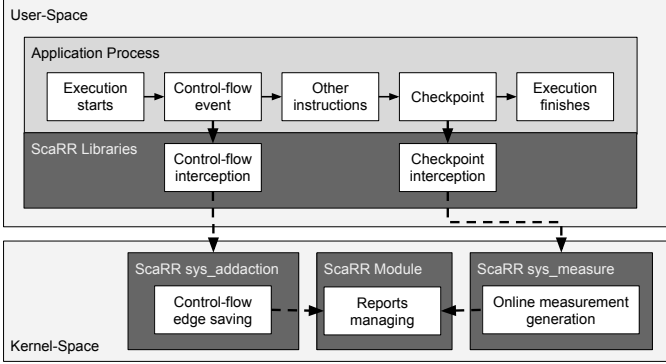 User-Space
Application Process
Execution
starts
Control-flow
event
Other
instructions
Checkpoint
Execution
finishes
ScaRR Libraries
Control-flow
interception
Checkpoint
interception
ScaRR sys_addaction
Control-flow
edge saving
ScaRR Module
Reports
managing
ScaRR sys_measure
Online measurement
generation
Kernel-Space